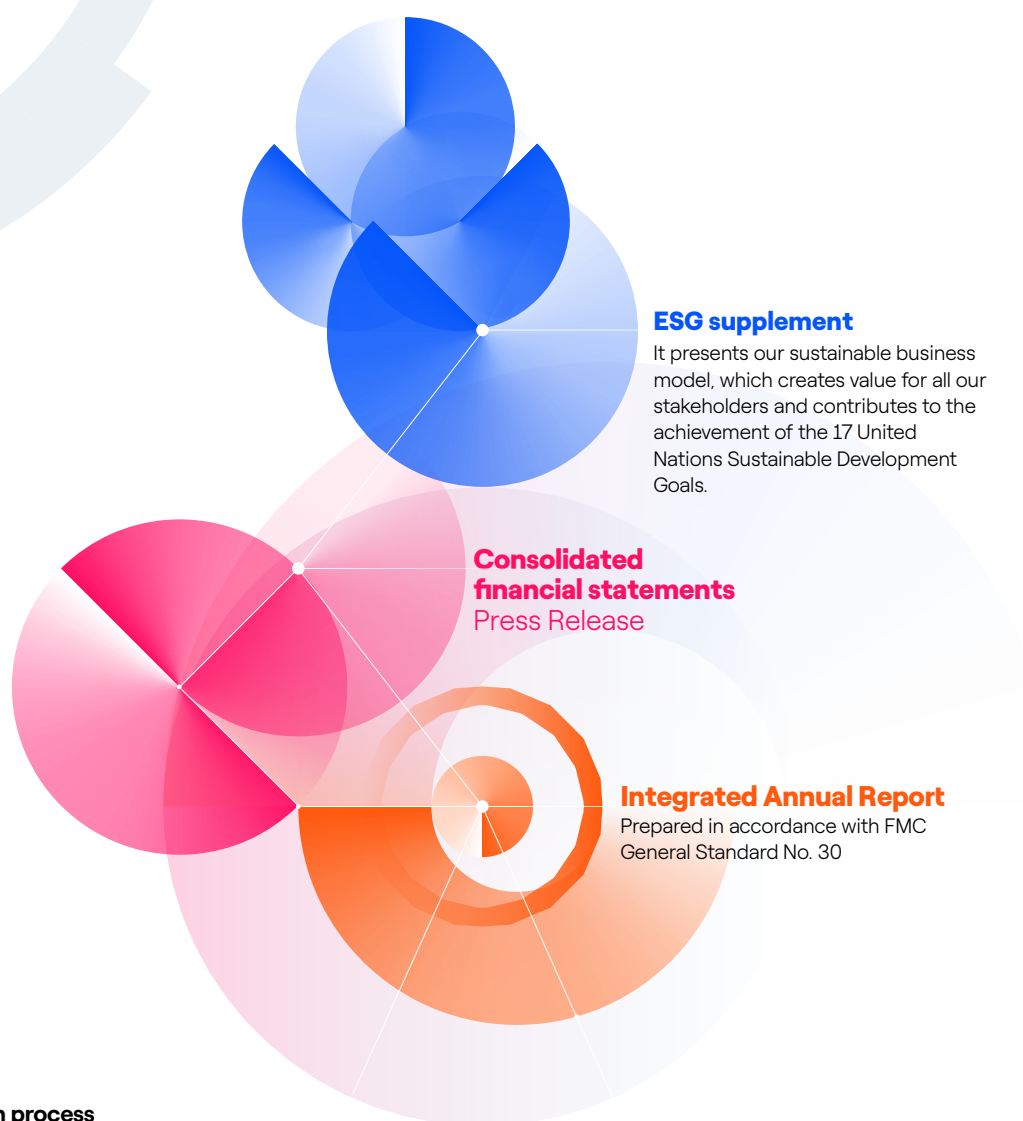 ESG supplement
It presents our sustainable business
model, which creates value for all our
stakeholders and contributes to the
achievement of the 17 United
Nations Sustainable Development
Goals.
Consolidated
financial statements
Press Release
Integrated Annual Report
Prepared in accordance with FMC
General Standard No. 30
process